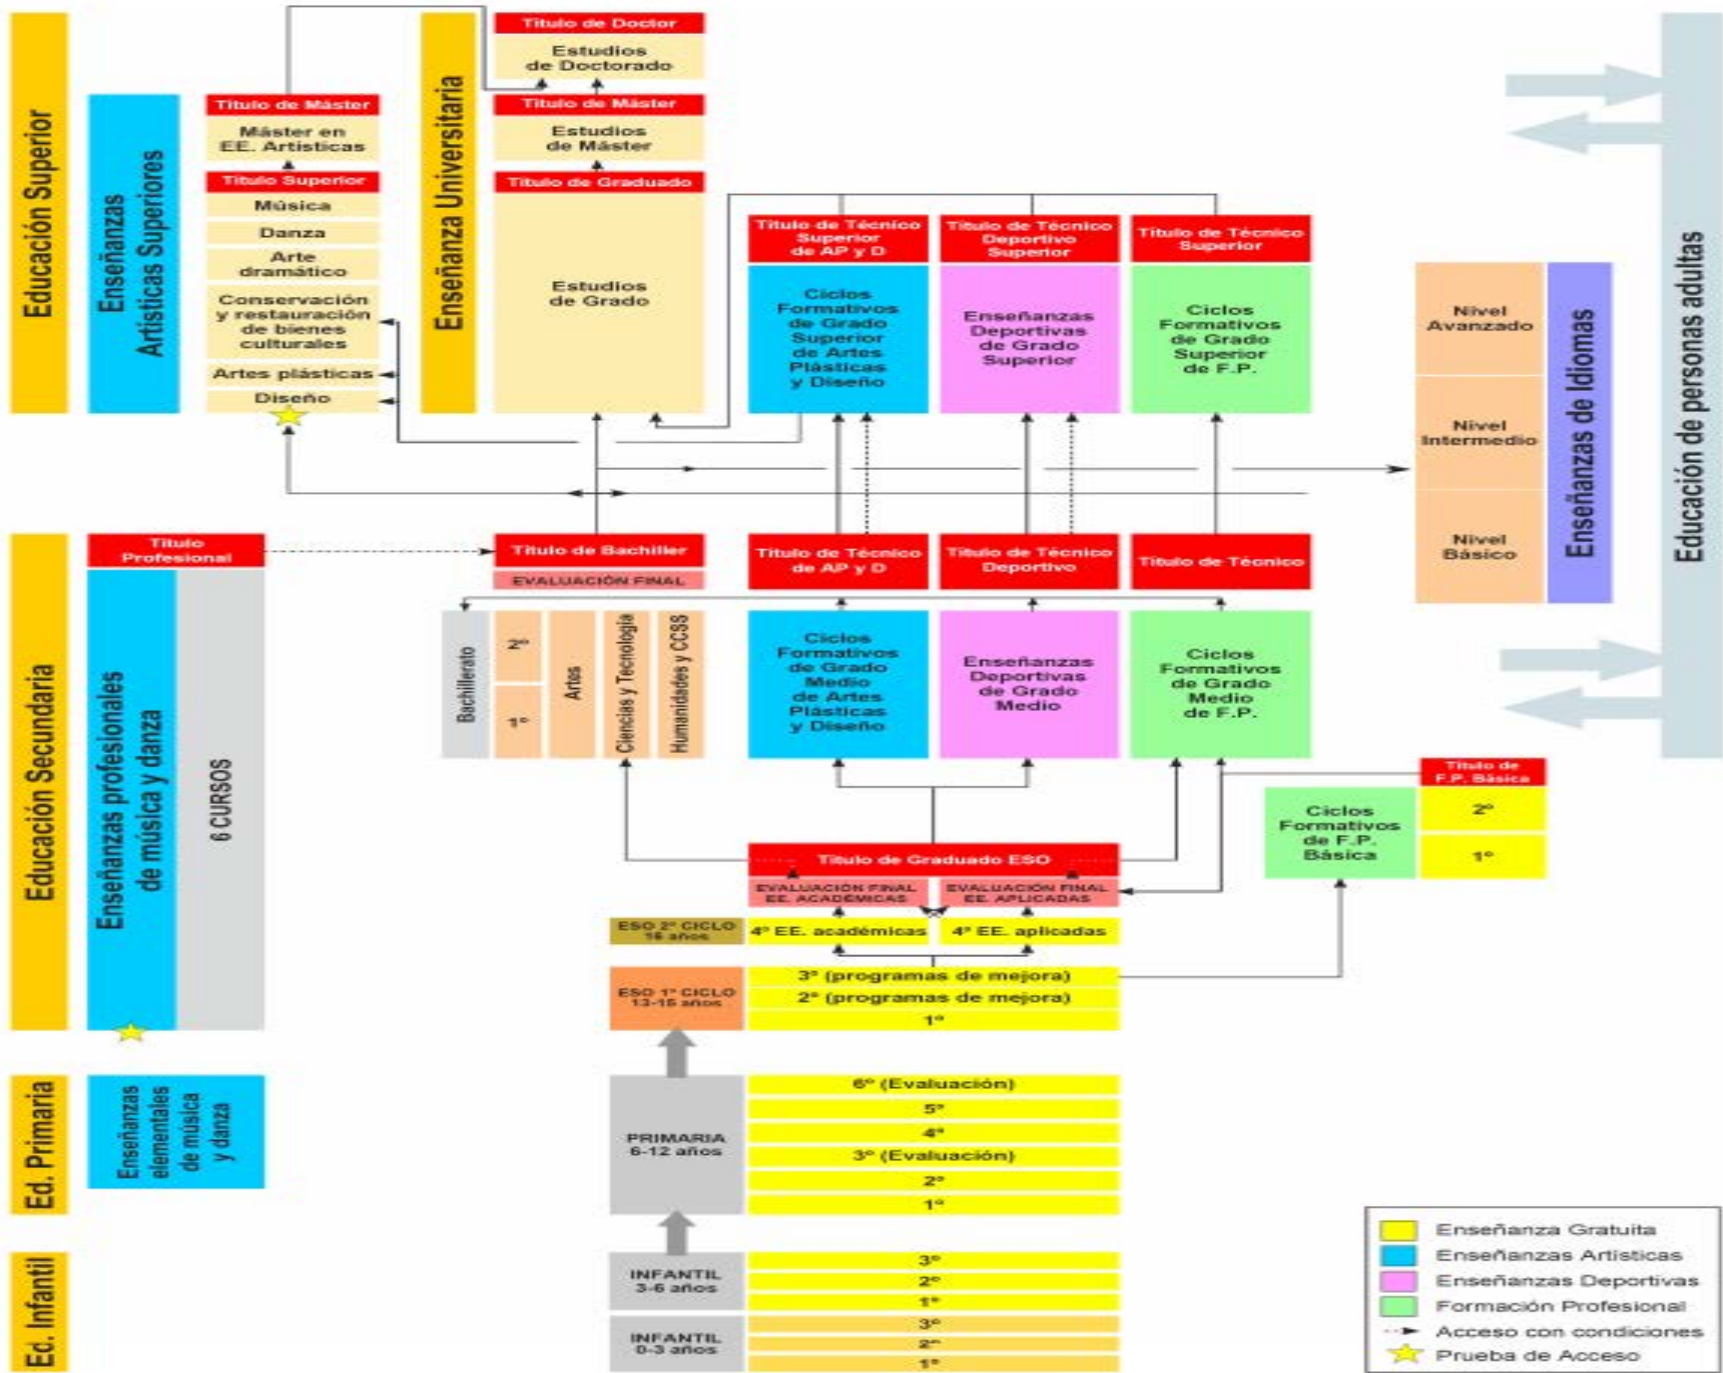 Educación Superior
Enseñanzas
Artísticas Superiores
Título de Máster
Máster en
EE. Artísticas
Título Superior
Música
Danza
Arte
dramático
Conservación
y restauración
de bienes
culturales
Artes plásticas
Diseño
Enseñanza Universitaria
Título de Doctor
Estudios
de Doctorado
Título de Máster
Estudios
de Máster
Título de Graduado
Estudios
de Grado
Título de Técnico
Superior
de AP y D
Ciclos
Formativos
de Grado
Superior
de Artes
Plásticas
y Diseño
Título de Técnico
Deportivo
Superior
Enseñanzas
Deportivas
de Grado
Superior
Título de Técnico
Superior
Ciclos
Formativos
de Grado
Superior
de F.P.
Nivel
Avanzado
Nivel
Intermedio
Nivel
Básico
Enseñanzas de Idiomas
Educación de personas adultas
Educación Secundaria
Título
Profesional
Enseñanzas profesionales
de música y danza
6 CURSOS
Título de Bachiller
EVALUACIÓN FINAL
Bachillerato
2º
1º
Artes
Ciencias y Tecnología
Humanidades y CCSS
Título de Técnico
de AP y D
Ciclos
Formativos
de Grado
Medio
de Artes
Plásticas
y Diseño
Título de Técnico
Deportivo
Enseñanzas
Deportivas
de Grado
Medio
Título de Técnico
Ciclos
Formativos
de Grado
Medio
de F.P.
Título de
F.P. Básica
Ciclos
Formativos
de F.P.
Básica
2º
1º
Título de Graduado ESO
EVALUACIÓN FINAL
EE. ACADÉMICAS
EVALUACIÓN FINAL
EE. APLICADAS
ESO 2º CICLO
16 años
4º EE. académicas
4º EE. aplicadas
ESO 1º CICLO
13-15 años
3º (programas de mejora)
2º (programas de mejora)
1º
Ed. Primaria
Enseñanzas
elementales
de música
y danza
PRIMARIA
6-12 años
6º (Evaluación)
5º
4º
3º (Evaluación)
2º
1º
Ed. Infantil
INFANTIL
3-6 años
3º
2º
1º
INFANTIL
0-3 años
3º
2º
1º
Enseñanza Gratuita
Enseñanzas Artísticas
Enseñanzas Deportivas
Formación Profesional
Acceso con condiciones
Prueba de Acceso